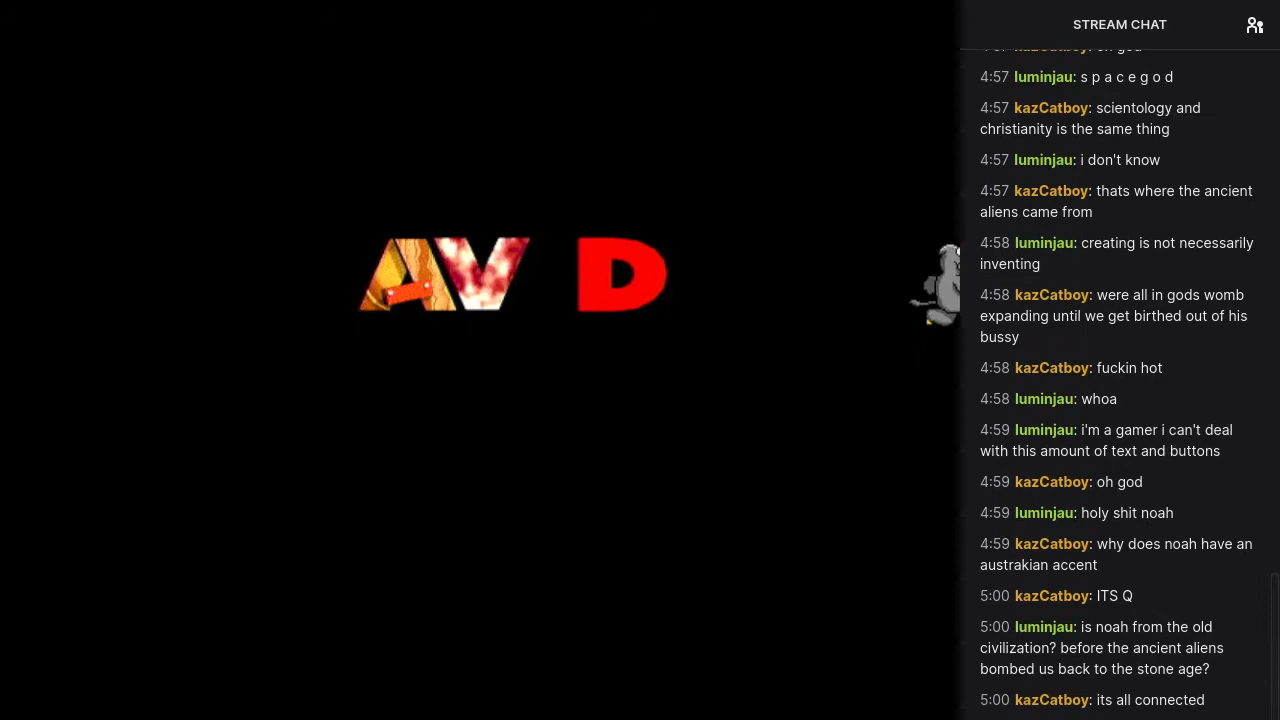 AV D
STREAM CHAT
4:57 luminjau: s p a c e g o d
4:57 kazCatboy: scientology and
christianity is the same thing
4:57 luminjau: i don't know
4:57 kazCatboy: thats where the ancient
aliens came from
4:58 luminjau: creating is not necessarily
inventing
4:58 kazCatboy: were all in gods womb
expanding until we get birthed out of his
bussy
4:58 kazCatboy: fuckin hot
4:58 luminjau: whoa
4:59 luminjau: i'm a gamer i can't deal
with this amount of text and buttons
4:59 kazCatboy: oh god
4:59 luminjau: holy shit noah
4:59 kazCatboy: why does noah have an
austrakian accent
5:00 kazCatboy: ITS Q
5:00 luminjau: is noah from the old
civilization? before the ancient aliens
bombed us back to the stone age?
5:00 kazCatboy: its all connected